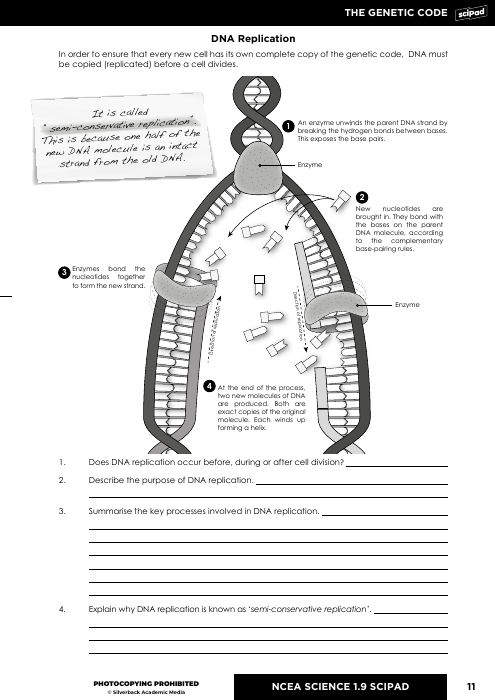 THE GENETIC CODE
scipad
DNA Replication
In order to ensure that every new cell has its own complete copy of the genetic code, DNA must
be copied (replicated) before a cell divides.
It is called
"semi-conservative replication".
This is because one half of the
new DNA molecule is an intact
strand from the old DNA.
1 An enzyme unwinds the parent DNA strand by
breaking the hydrogen bonds between bases.
This exposes the base pairs.
Enzyme
2
New nucleotides are
brought in. They bond with
the bases on the parent
DNA molecule, according
to the complementary
base-pairing rules.
3 Enzymes bond the
nucleotides together
to form the new strand.
Enzyme
Direction of replication
Direction of replication
4 At the end of the process,
two new molecules of DNA
are produced. Both are
exact copies of the original
molecule. Each winds up
forming a helix.
1. Does DNA replication occur before, during or after cell division?
2. Describe the purpose of DNA replication.
3. Summarise the key processes involved in DNA replication.
4. Explain why DNA replication is known as 'semi-conservative replication'.
PHOTOCOPYING PROHIBITED
© Silverback Academic Media
NCEA SCIENCE 1.9 SCIPAD
11